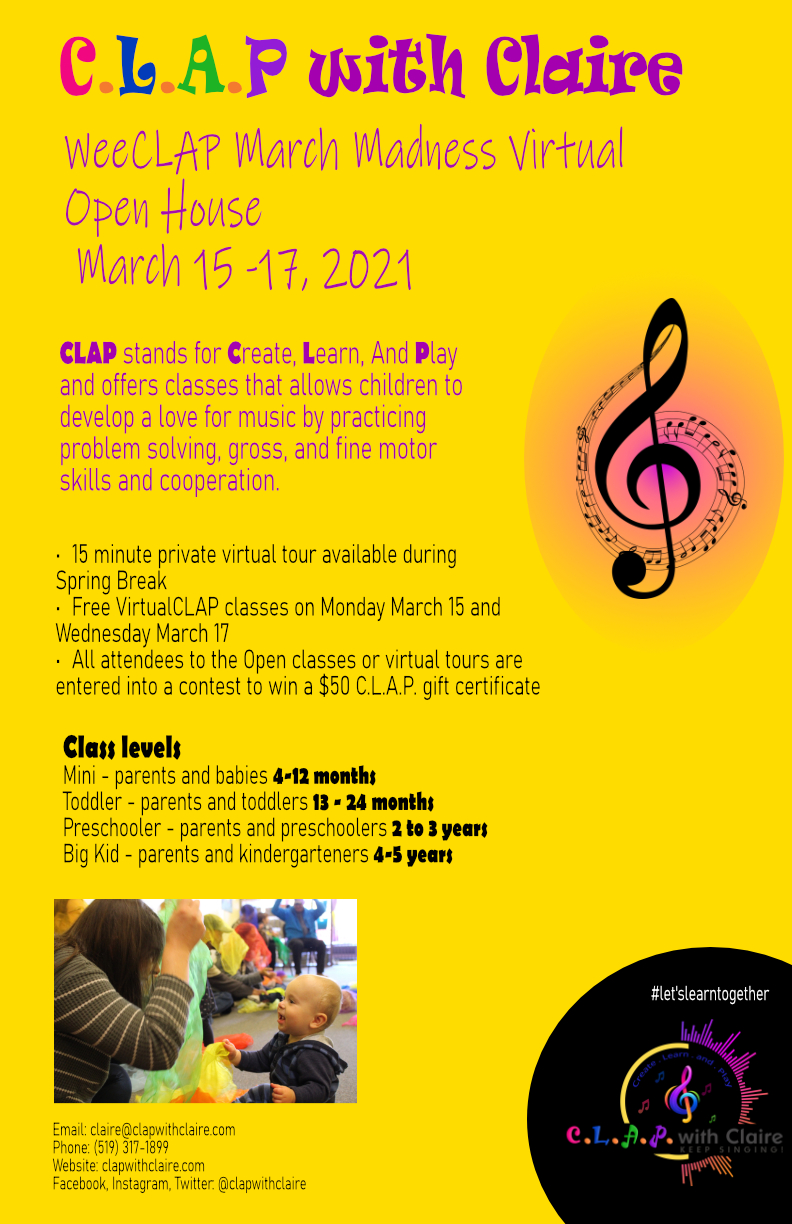 C.L.A.P with Claire
WeeCLAP March Madness Virtual
Open House
March 15 -17, 2021
CLAP stands for Create, Learn, And Play
and offers classes that allows children to
develop a love for music by practicing
problem solving, gross, and fine motor
skills and cooperation.
· 15 minute private virtual tour available during
Spring Break
· Free VirtualCLAP classes on Monday March 15 and
Wednesday March 17
· All attendees to the Open classes or virtual tours are
entered into a contest to win a $50 C.L.A.P. gift certificate
Class levels
Mini - parents and babies 4-12 months
Toddler - parents and toddlers 13 - 24 months
Preschooler - parents and preschoolers 2 to 3 years
Big Kid - parents and kindergarteners 4-5 years
Email: claire@clapwithclaire.com
Phone: (519) 317-1899
Website: clapwithclaire.com
Facebook, Instagram, Twitter: @clapwithclaire
#let'slearntogether
Create - Learn - and - Play
C.L.A.P. with Claire
KEEP SINGING!